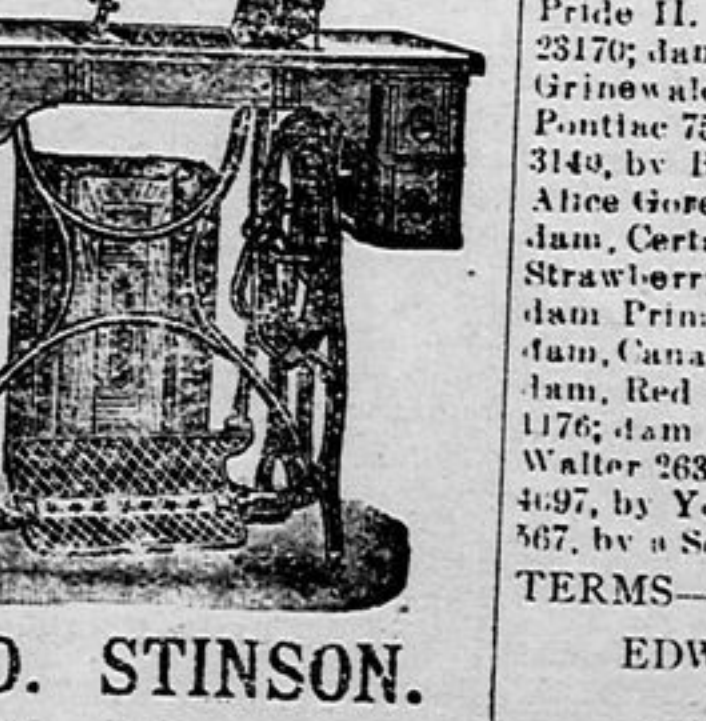 D. STINSON.
Pride II.
23170; dam
Grinewald
Pontiac 75
3149, by
Alice Gore
dam, Certa
Strawberr
dam Prin
dam, Cana
dam, Red
1176; dam
Walter 263
4697, by Y
567, by a S
TERMS—
EDW